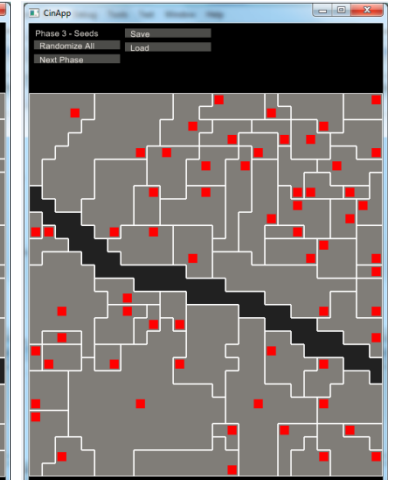 CinApp
Phase 3 - Seeds
Save
Randomize All
Load
Next Phase